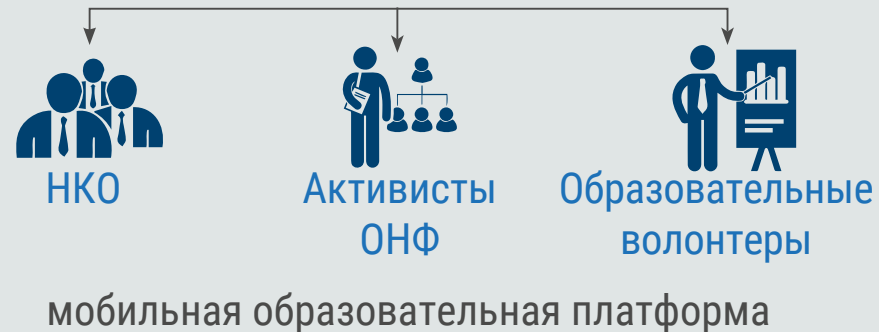 НКО
Активисты
ОНФ
Образовательные
волонтеры
мобильная образовательная платформа